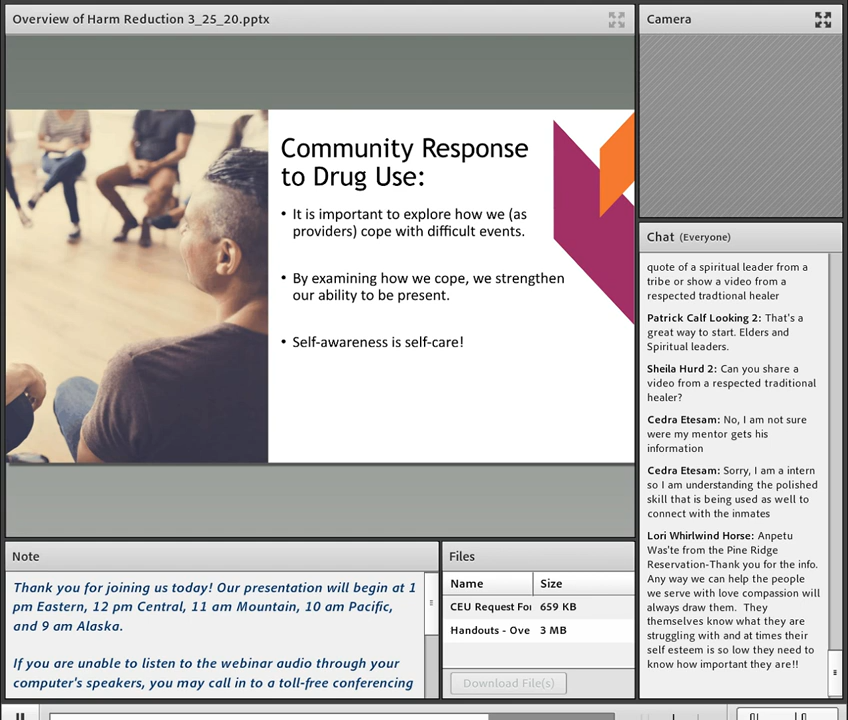 Overview of Harm Reduction 3_25_20.pptx
Community Response
to Drug Use:
• It is important to explore how we (as
providers) cope with difficult events.
• By examining how we cope, we strengthen
our ability to be present.
• Self-awareness is self-care!
Camera
Chat (Everyone)
quote of a spiritual leader from a
tribe or show a video from a
respected tradtional healer
Patrick Calf Looking 2: That's a
great way to start. Elders and
Spiritual leaders.
Sheila Hurd 2: Can you share a
video from a respected traditional
healer?
Cedra Etesam: No, I am not sure
were my mentor gets his
information
Cedra Etesam: Sorry, I am a intern
so I am understanding the polished
skill that is being used as well to
connect with the inmates
Lori Whirlwind Horse: Anpetu
Was'te from the Pine Ridge
Reservation-Thank you for the info.
Any way we can help the people
we serve with love compassion will
always draw them. They
themselves know what they are
struggling with and at times their
self esteem is so low they need to
know how important they are!!
Note
Thank you for joining us today! Our presentation will begin at 1
pm Eastern, 12 pm Central, 11 am Mountain, 10 am Pacific,
and 9 am Alaska.
If you are unable to listen to the webinar audio through your
computer's speakers, you may call in to a toll-free conferencing
Files
Name Size
CEU Request For 659 KB
Handouts - Ove 3 MB
Download File(s)